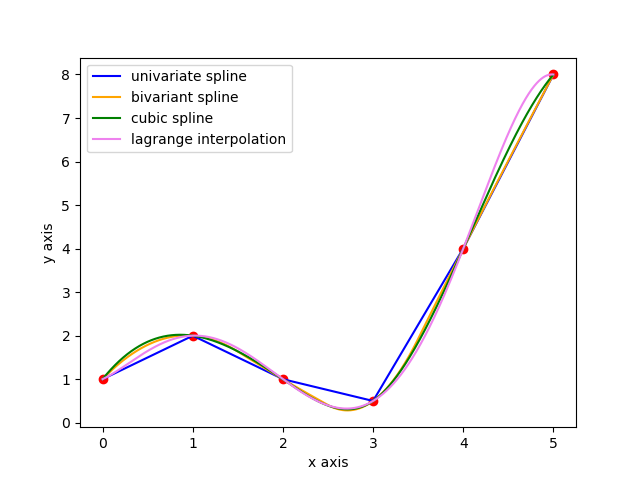 univariate spline
bivariant spline
cubic spline
lagrange interpolation
8
7
6
5
4
3
2
1
0
y axis
0 1 2 3 4 5
x axis